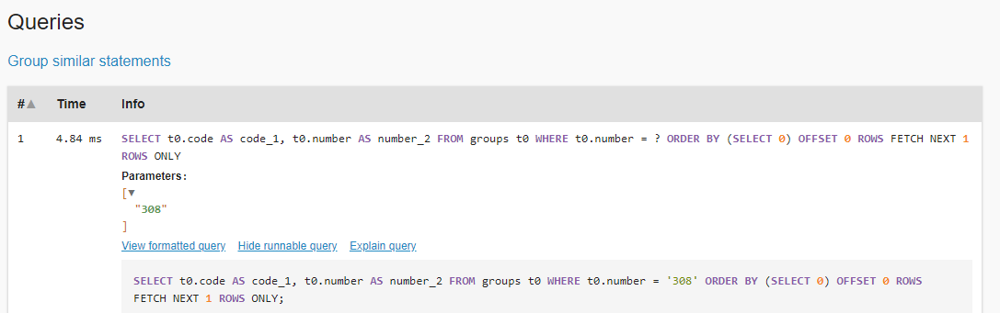 Queries
Group similar statements
#▲ Time Info
1 4.84 ms SELECT t0.code AS code_1, t0.number AS number_2 FROM groups t0 WHERE t0.number = ? ORDER BY (SELECT 0) OFFSET 0 ROWS FETCH NEXT 1
ROWS ONLY
Parameters:
[▼
"308"
]
View formatted query Hide runnable query Explain query
SELECT t0.code AS code_1, t0.number AS number_2 FROM groups t0 WHERE t0.number = '308' ORDER BY (SELECT 0) OFFSET 0 ROWS
FETCH NEXT 1 ROWS ONLY;